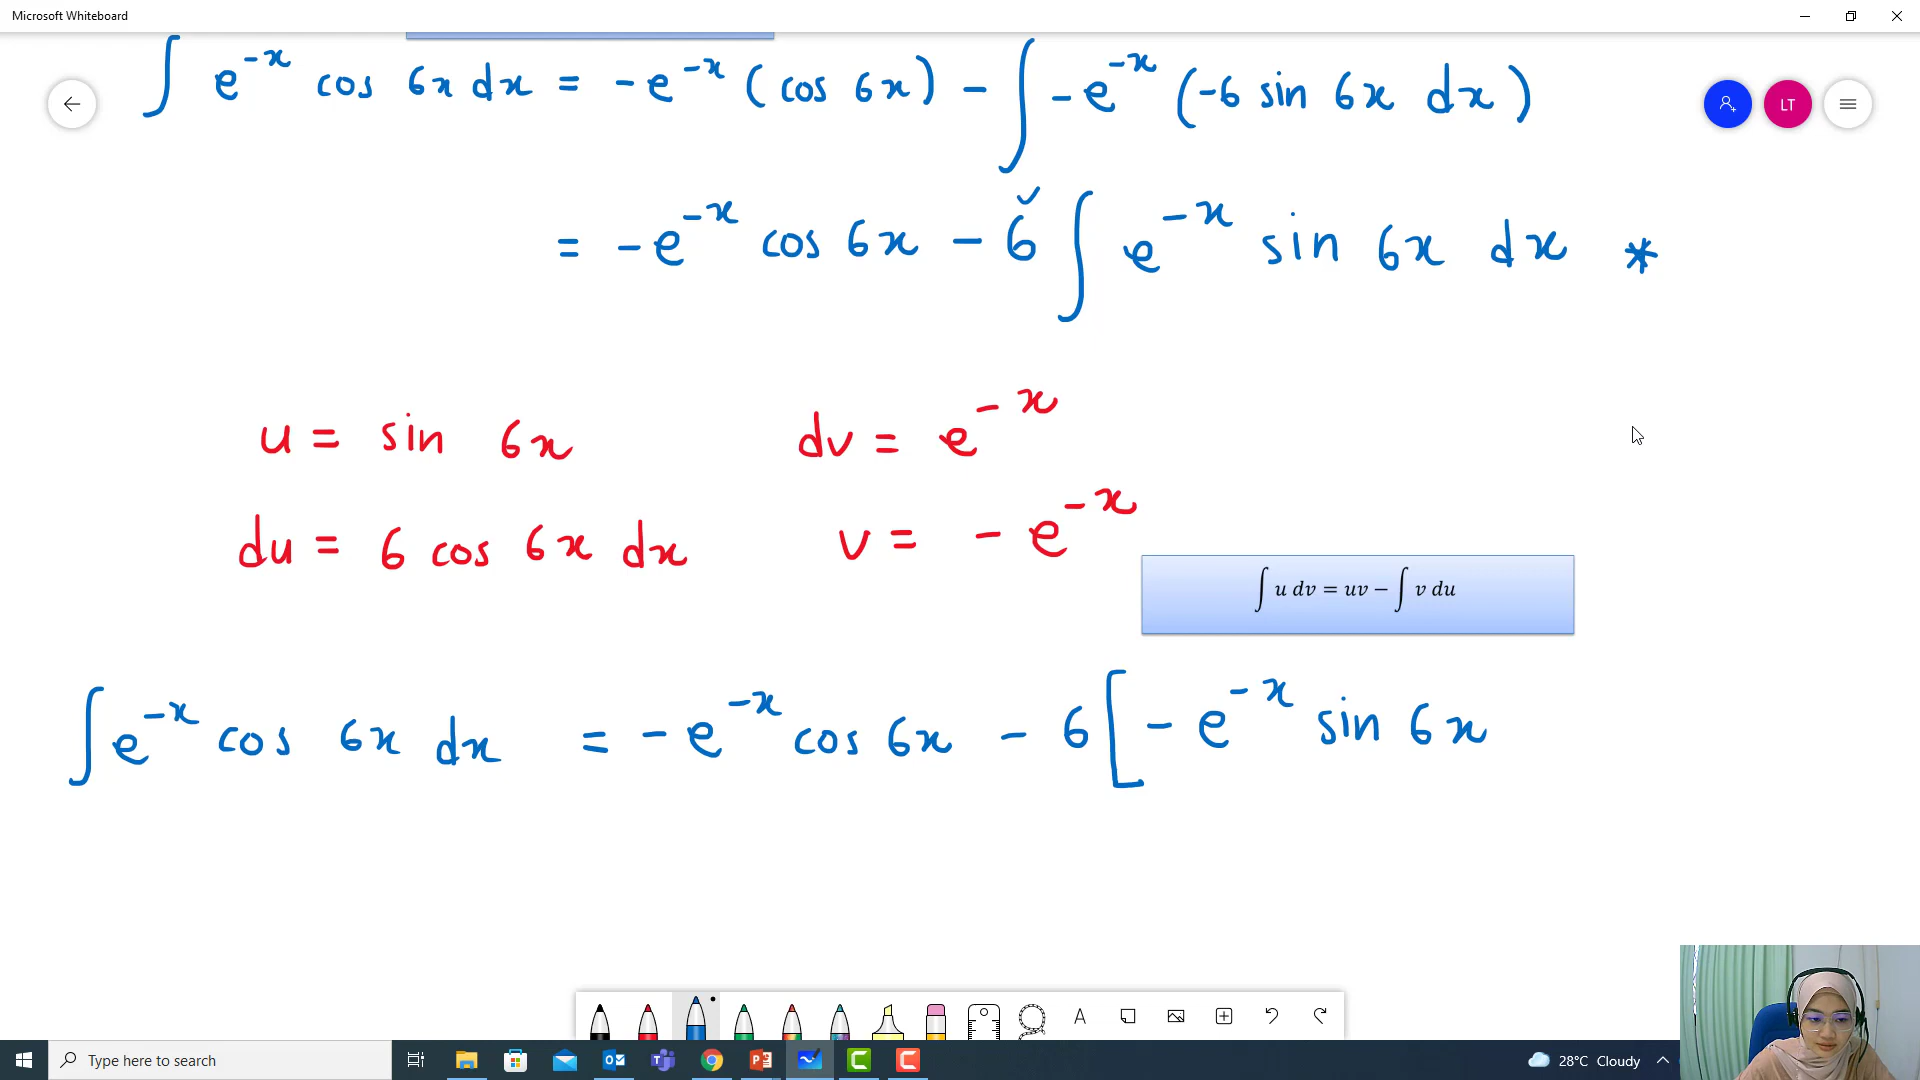 Microsoft Whiteboard
∫ e^{-x} cos 6x dx = -e^{-x} (cos 6x) - ∫ -e^{-x} (-6 sin 6x dx)
LT
= -e^{-x} cos 6x - 6 ∫ e^{-x} sin 6x dx *
u = sin 6x dv = e^{-x}
du = 6 cos 6x dx v = -e^{-x}
∫ u dv = uv − ∫ v du
∫ e^{-x} cos 6x dx = -e^{-x} cos 6x - 6 [ -e^{-x} sin 6x
A
Type here to search
28°C Cloudy